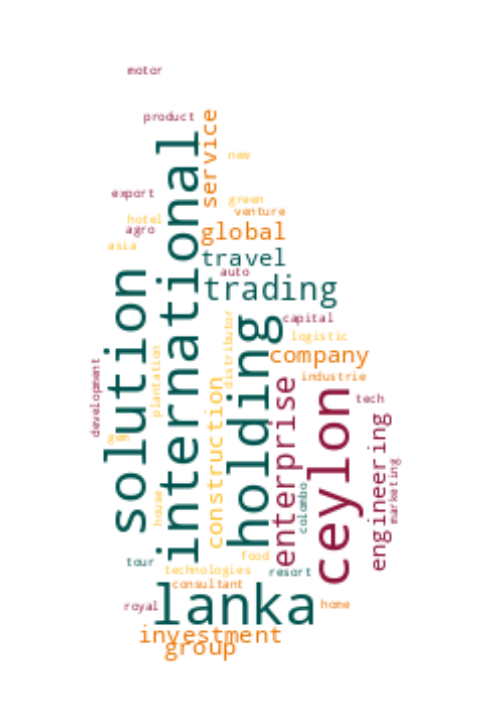 motor
product
service
international
new
export
green
hotel
venture
agro
global
asia
travel
auto
solution
trading
capital
holding
distributor
logistic
plantation
company
development
industrie
construction
enterprise
ceylon
tech
engineering
gem
marketing
house
colombo
food
tour
technologies
resort
consultant
lanka
royal
home
investment
group